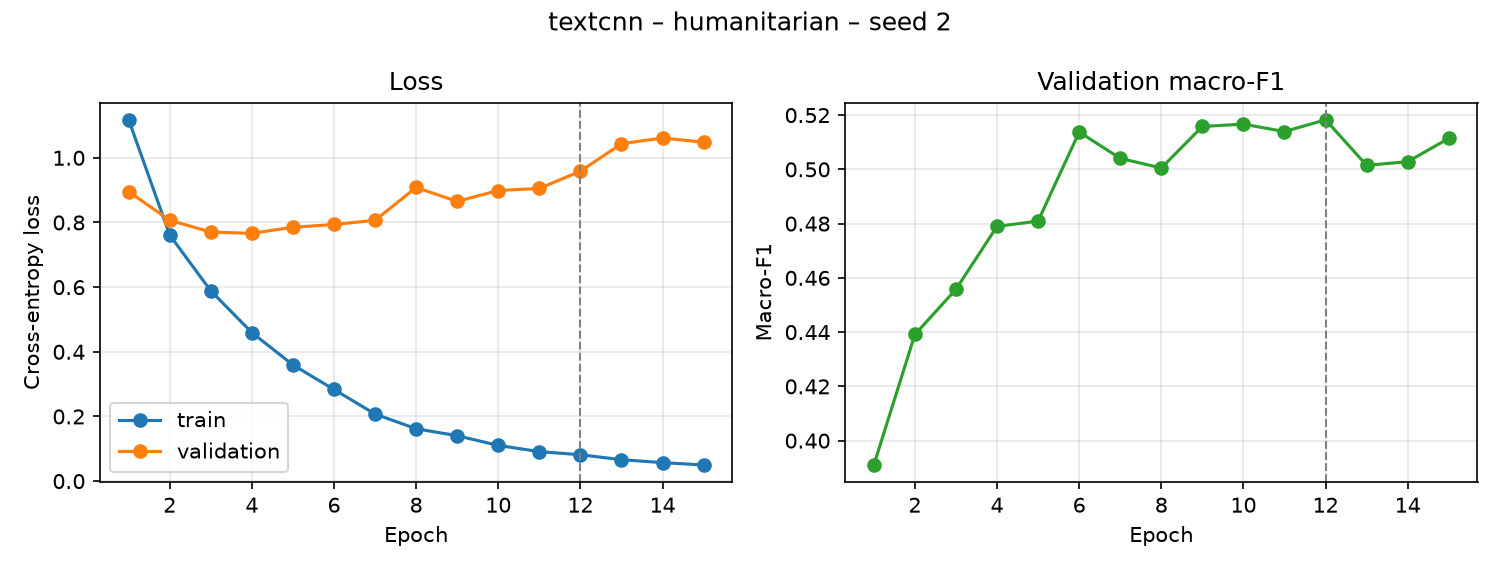 textcnn – humanitarian – seed 2
Loss
Cross-entropy loss
1.0
0.8
0.6
0.4
0.2
0.0
train
validation
2 4 6 8 10 12 14
Epoch
Validation macro-F1
Macro-F1
0.52
0.50
0.48
0.46
0.44
0.42
0.40
2 4 6 8 10 12 14
Epoch